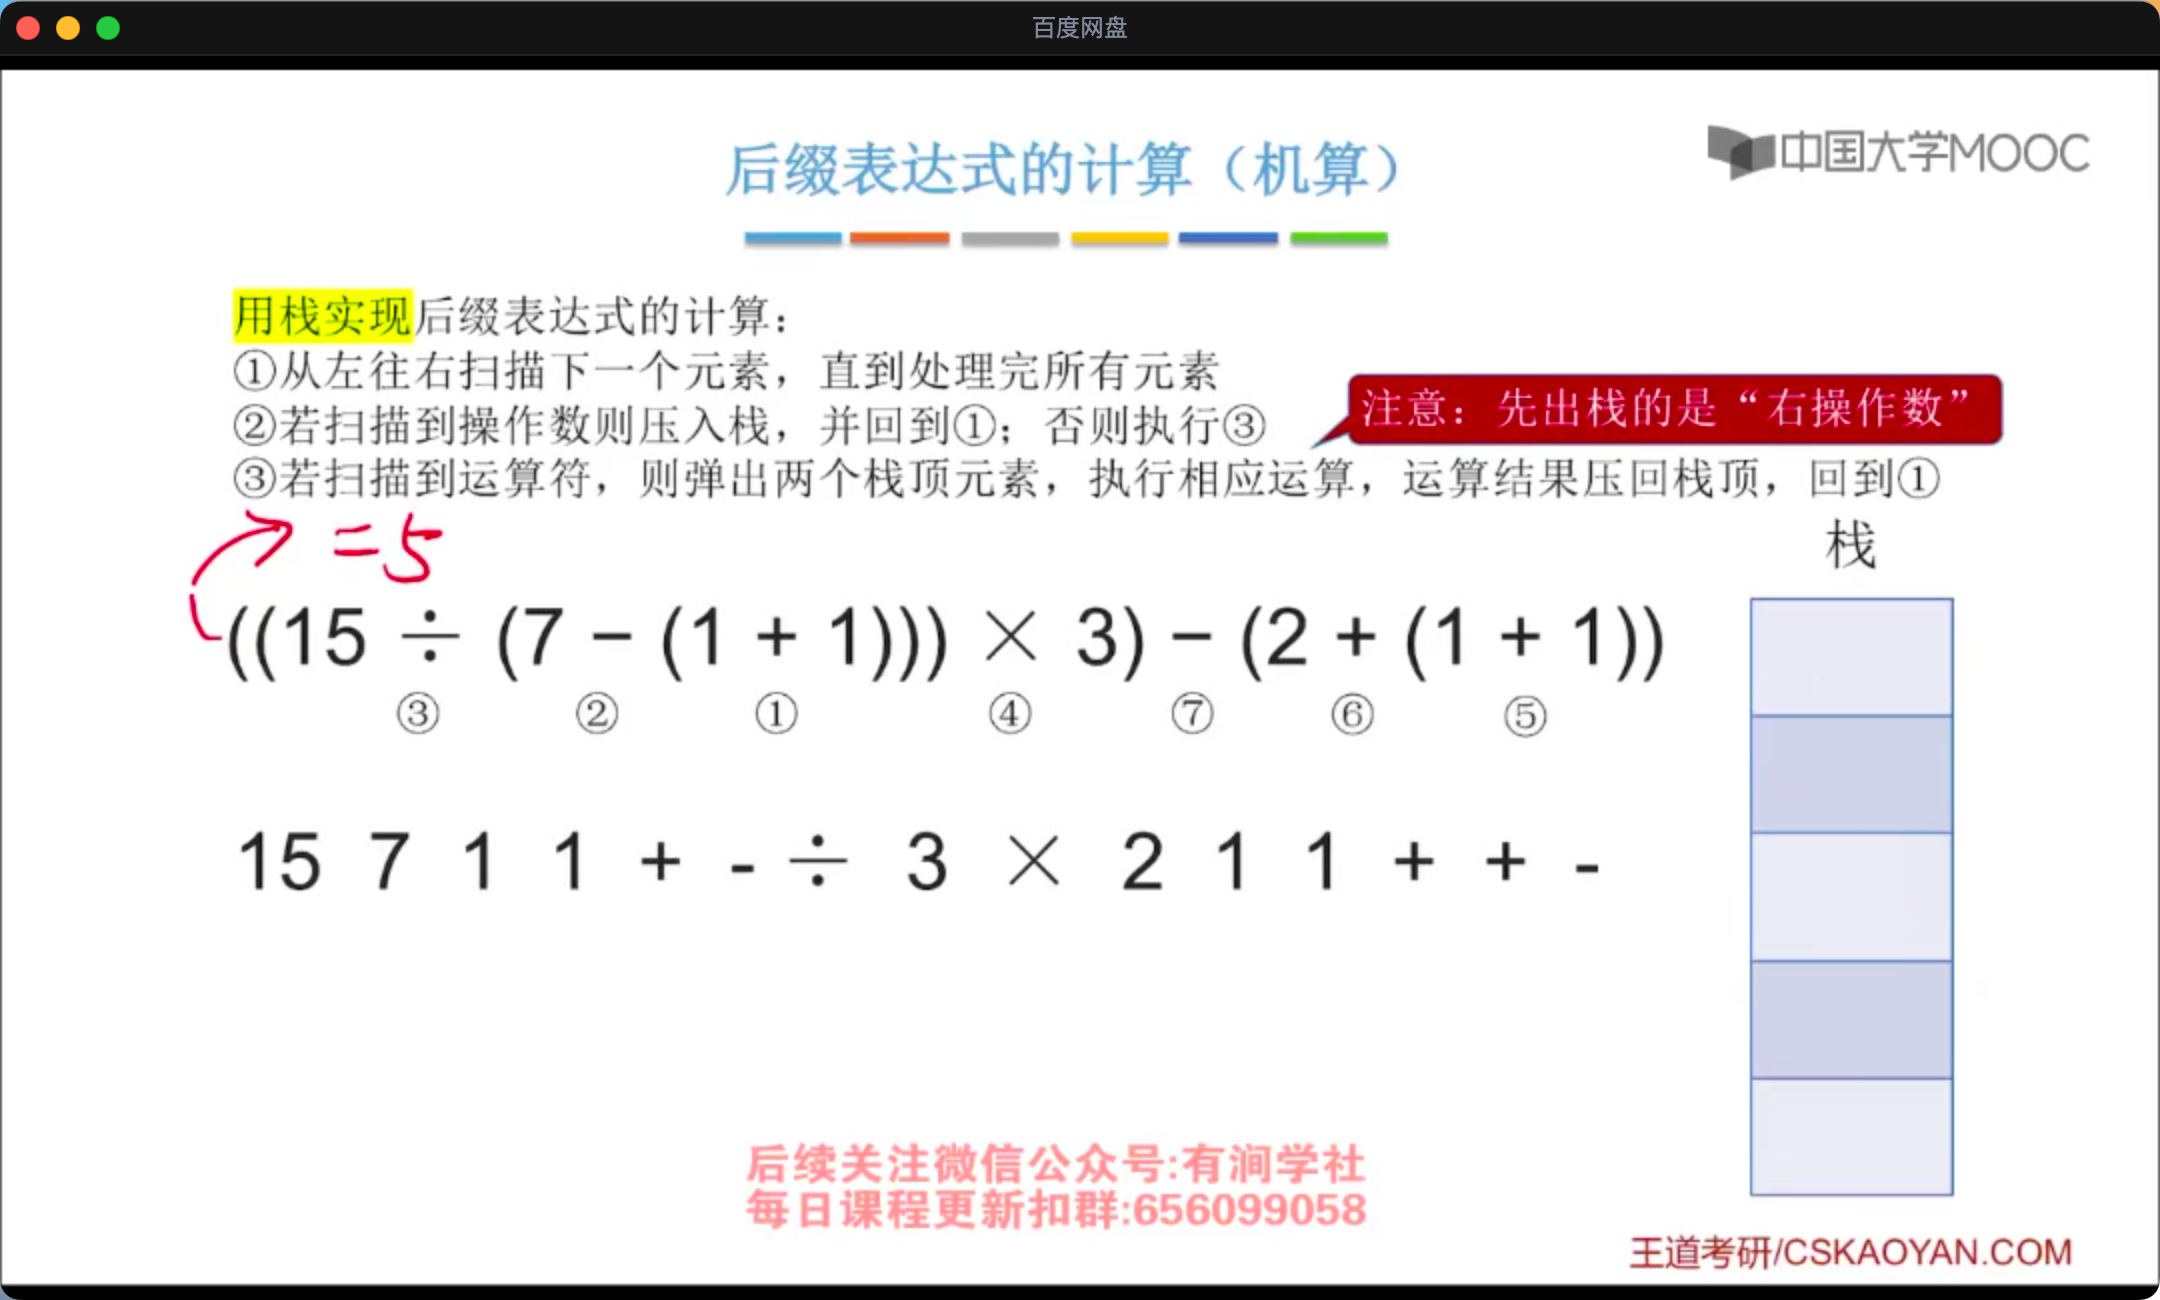 百度网盘
中国大学MOOC
后缀表达式的计算（机算）
用栈实现后缀表达式的计算：
①从左往右扫描下一个元素，直到处理完所有元素
注意：先出栈的是“右操作数”
②若扫描到操作数则压入栈，并回到①；否则执行③
③若扫描到运算符，则弹出两个栈顶元素，执行相应运算，运算结果压回栈顶，回到①
=5
栈
((15 ÷ (7 − (1 + 1))) × 3) − (2 + (1 + 1))
③ ② ① ④ ⑦ ⑥ ⑤
15 7 1 1 + - ÷ 3 × 2 1 1 + + -
后续关注微信公众号:有涧学社
每日课程更新扣群:656099058
王道考研/CSKAOYAN.COM